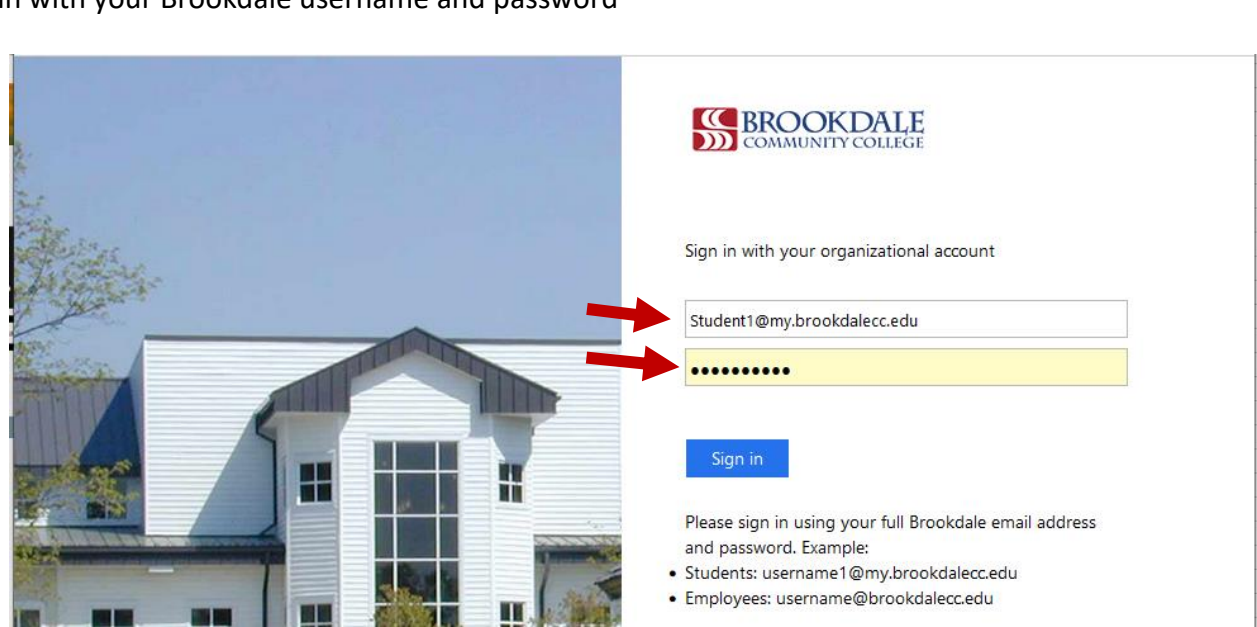 in with your Brookdale username and password
BROOKDALE
COMMUNITY COLLEGE
Sign in with your organizational account
Student1@my.brookdalecc.edu
••••••••••
Sign in
Please sign in using your full Brookdale email address
and password. Example:
• Students: username1@my.brookdalecc.edu
• Employees: username@brookdalecc.edu